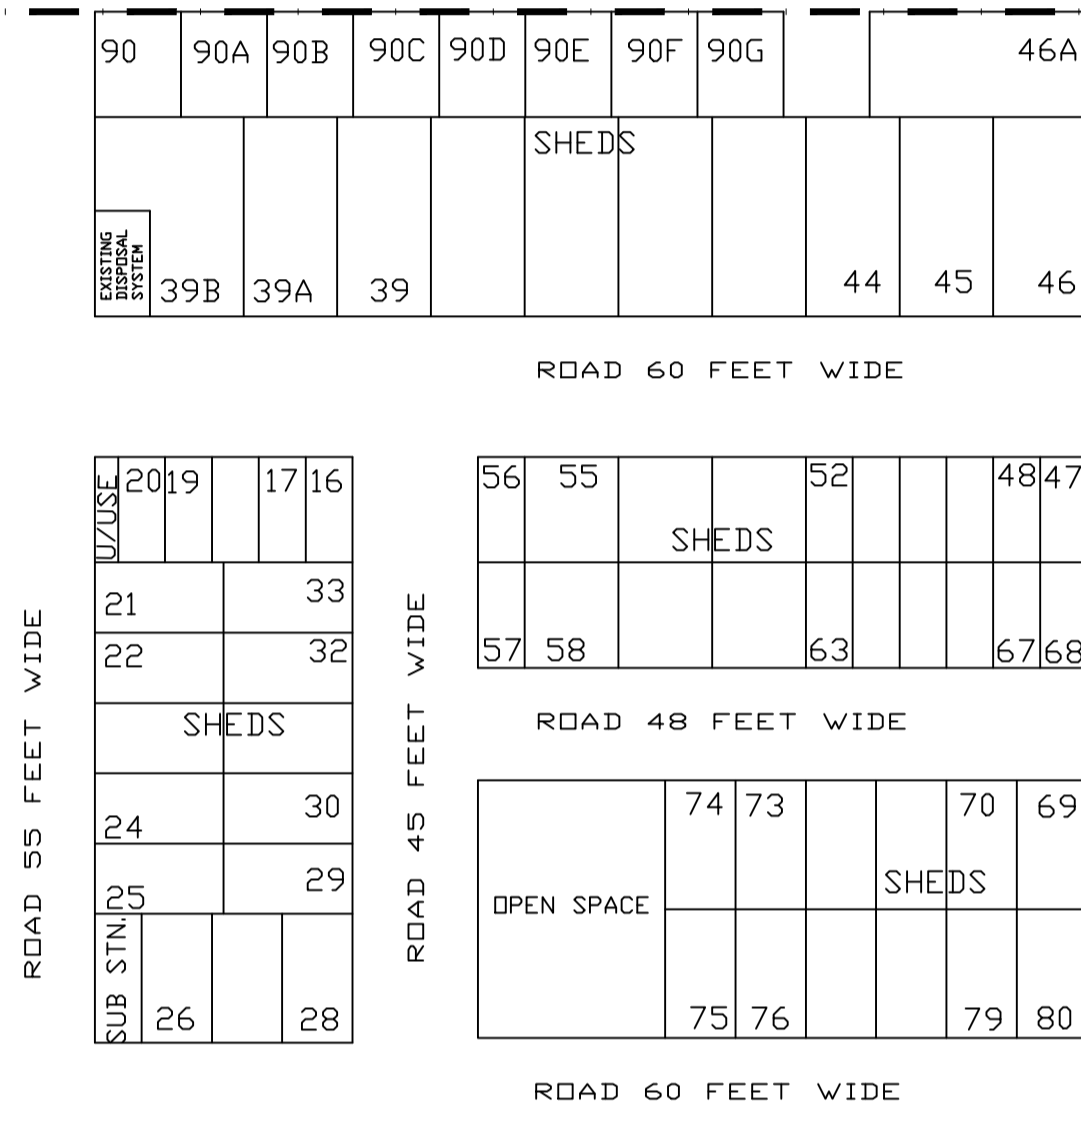 90 90A 90B 90C 90D 90E 90F 90G 46A
SHEDS
EXISTING
DISPOSAL
SYSTEM
39B 39A 39 44 45 46
ROAD 60 FEET WIDE
U/USE 20 19 17 16
21 33
22 32
SHEDS
24 30
25 29
SUB STN. 26 28
ROAD 55 FEET WIDE
ROAD 45 FEET WIDE
56 55 52 48 47
SHEDS
57 58 63 67 68
ROAD 48 FEET WIDE
74 73 70 69
SHEDS
OPEN SPACE
75 76 79 80
ROAD 60 FEET WIDE